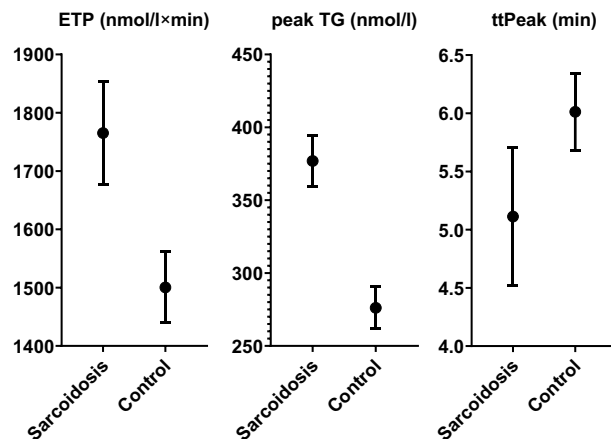 ETP (nmol/l×min)
1900
1800
1700
1600
1500
1400
Sarcoidosis
Control
peak TG (nmol/l)
450
400
350
300
250
Sarcoidosis
Control
ttPeak (min)
6.5
6.0
5.5
5.0
4.5
4.0
Sarcoidosis
Control